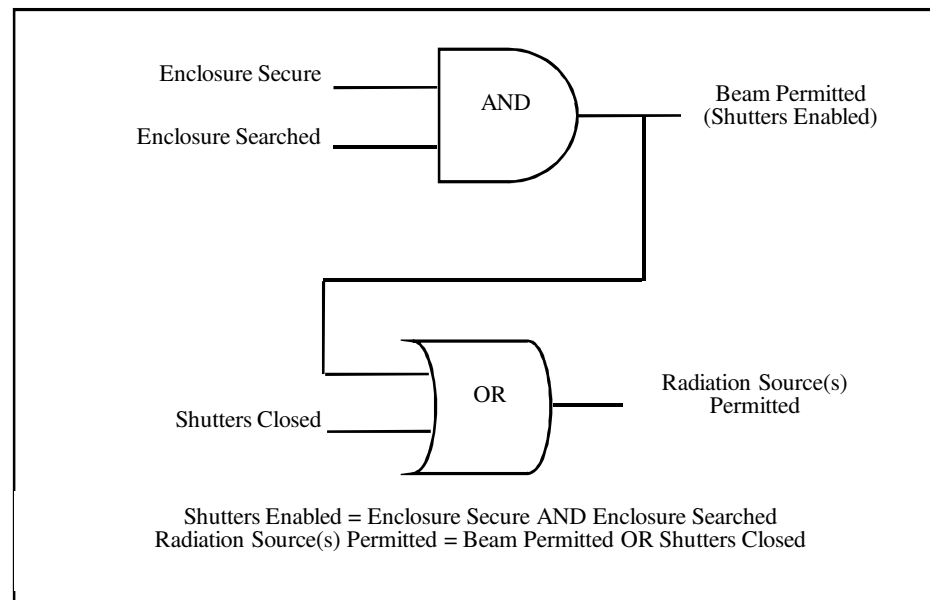 Enclosure Secure
AND
Beam Permitted
(Shutters Enabled)
Enclosure Searched
OR
Radiation Source(s)
Permitted
Shutters Closed
Shutters Enabled = Enclosure Secure AND Enclosure Searched
Radiation Source(s) Permitted = Beam Permitted OR Shutters Closed